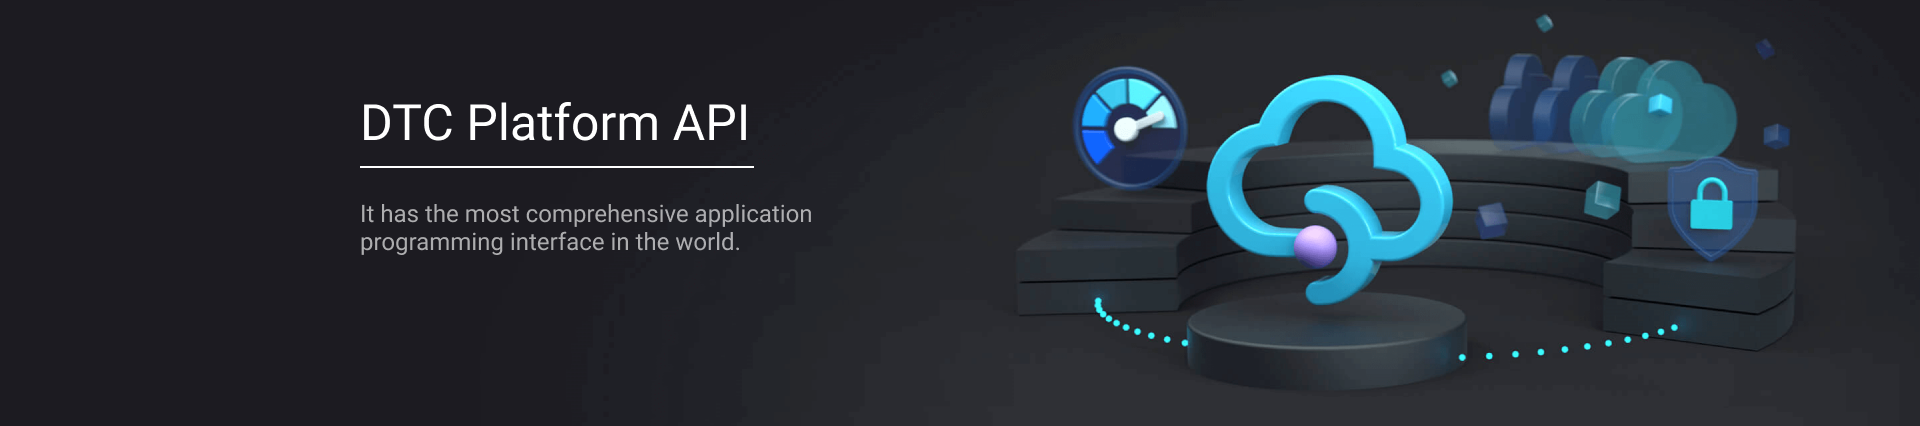 DTC Platform API
It has the most comprehensive application
programming interface in the world.